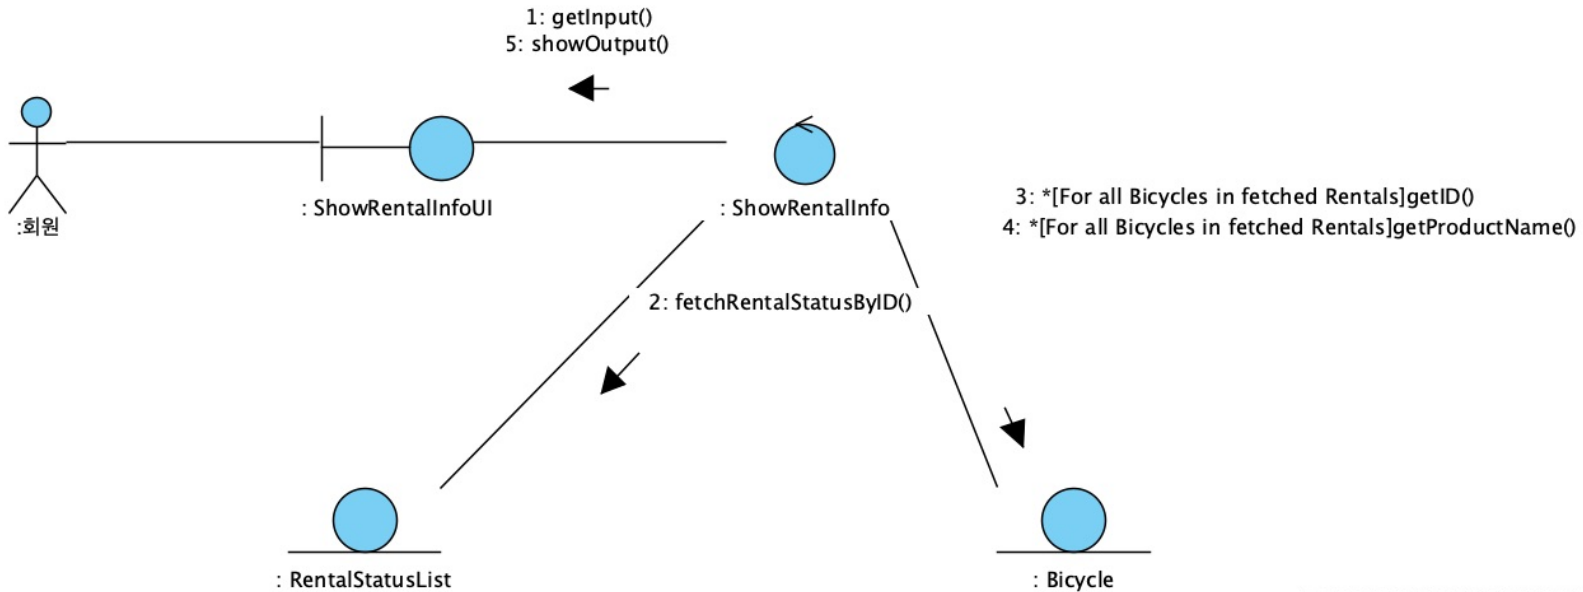 1: getInput()
5: showOutput()
:회원
: ShowRentalInfoUI
: ShowRentalInfo
3: *[For all Bicycles in fetched Rentals]getID()
4: *[For all Bicycles in fetched Rentals]getProductName()
2: fetchRentalStatusByID()
: RentalStatusList
: Bicycle